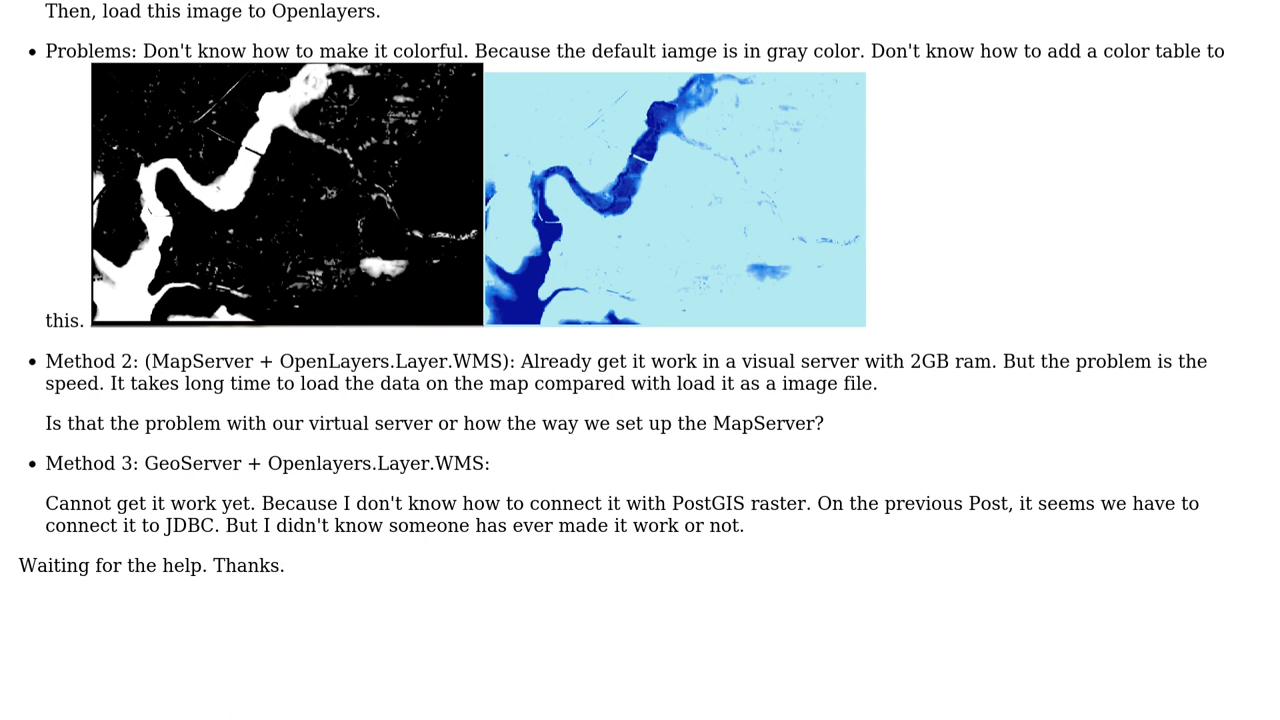 Then, load this image to Openlayers.
• Problems: Don't know how to make it colorful. Because the default iamge is in gray color. Don't know how to add a color table to
this.
• Method 2: (MapServer + OpenLayers.Layer.WMS): Already get it work in a visual server with 2GB ram. But the problem is the
speed. It takes long time to load the data on the map compared with load it as a image file.
Is that the problem with our virtual server or how the way we set up the MapServer?
• Method 3: GeoServer + Openlayers.Layer.WMS:
Cannot get it work yet. Because I don't know how to connect it with PostGIS raster. On the previous Post, it seems we have to
connect it to JDBC. But I didn't know someone has ever made it work or not.
Waiting for the help. Thanks.